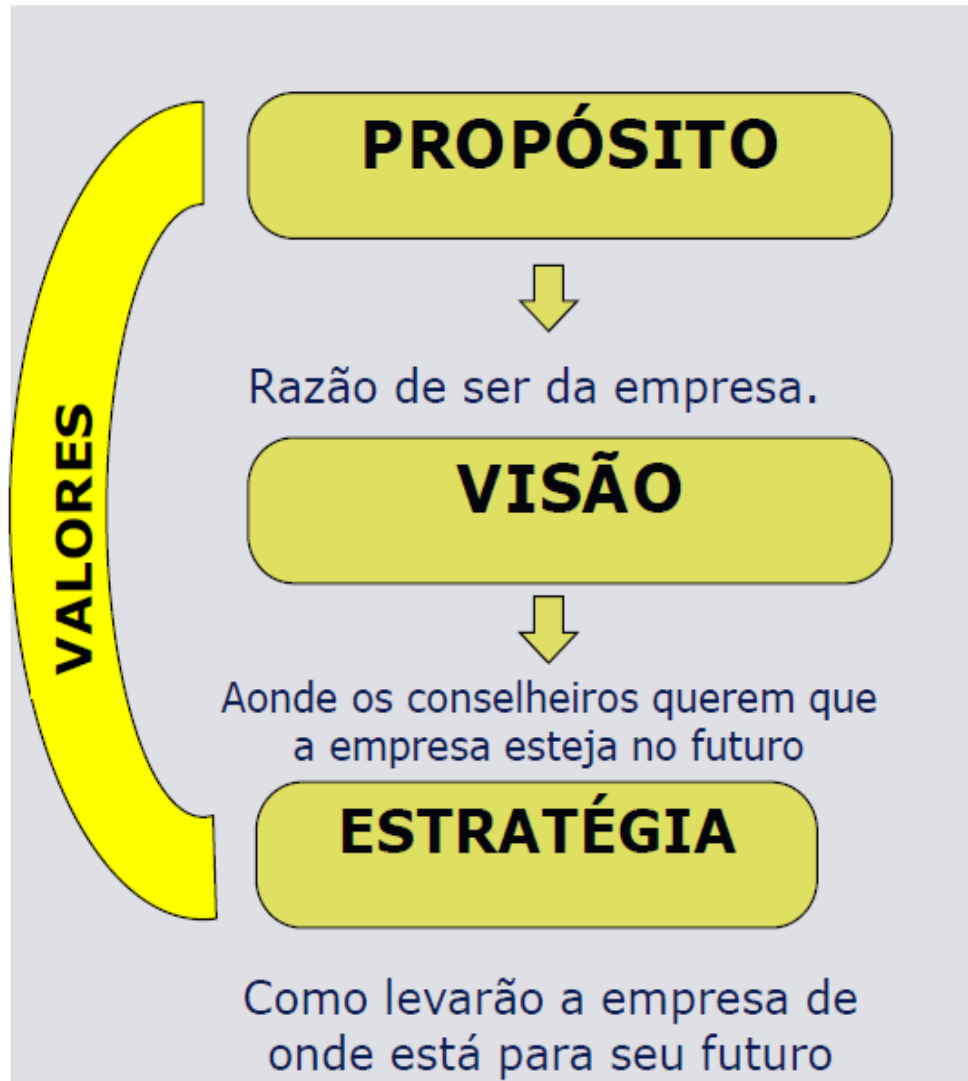 PROPÓSITO
Razão de ser da empresa.
VISÃO
Aonde os conselheiros querem que
a empresa esteja no futuro
ESTRATÉGIA
Como levarão a empresa de
onde está para seu futuro
VALORES